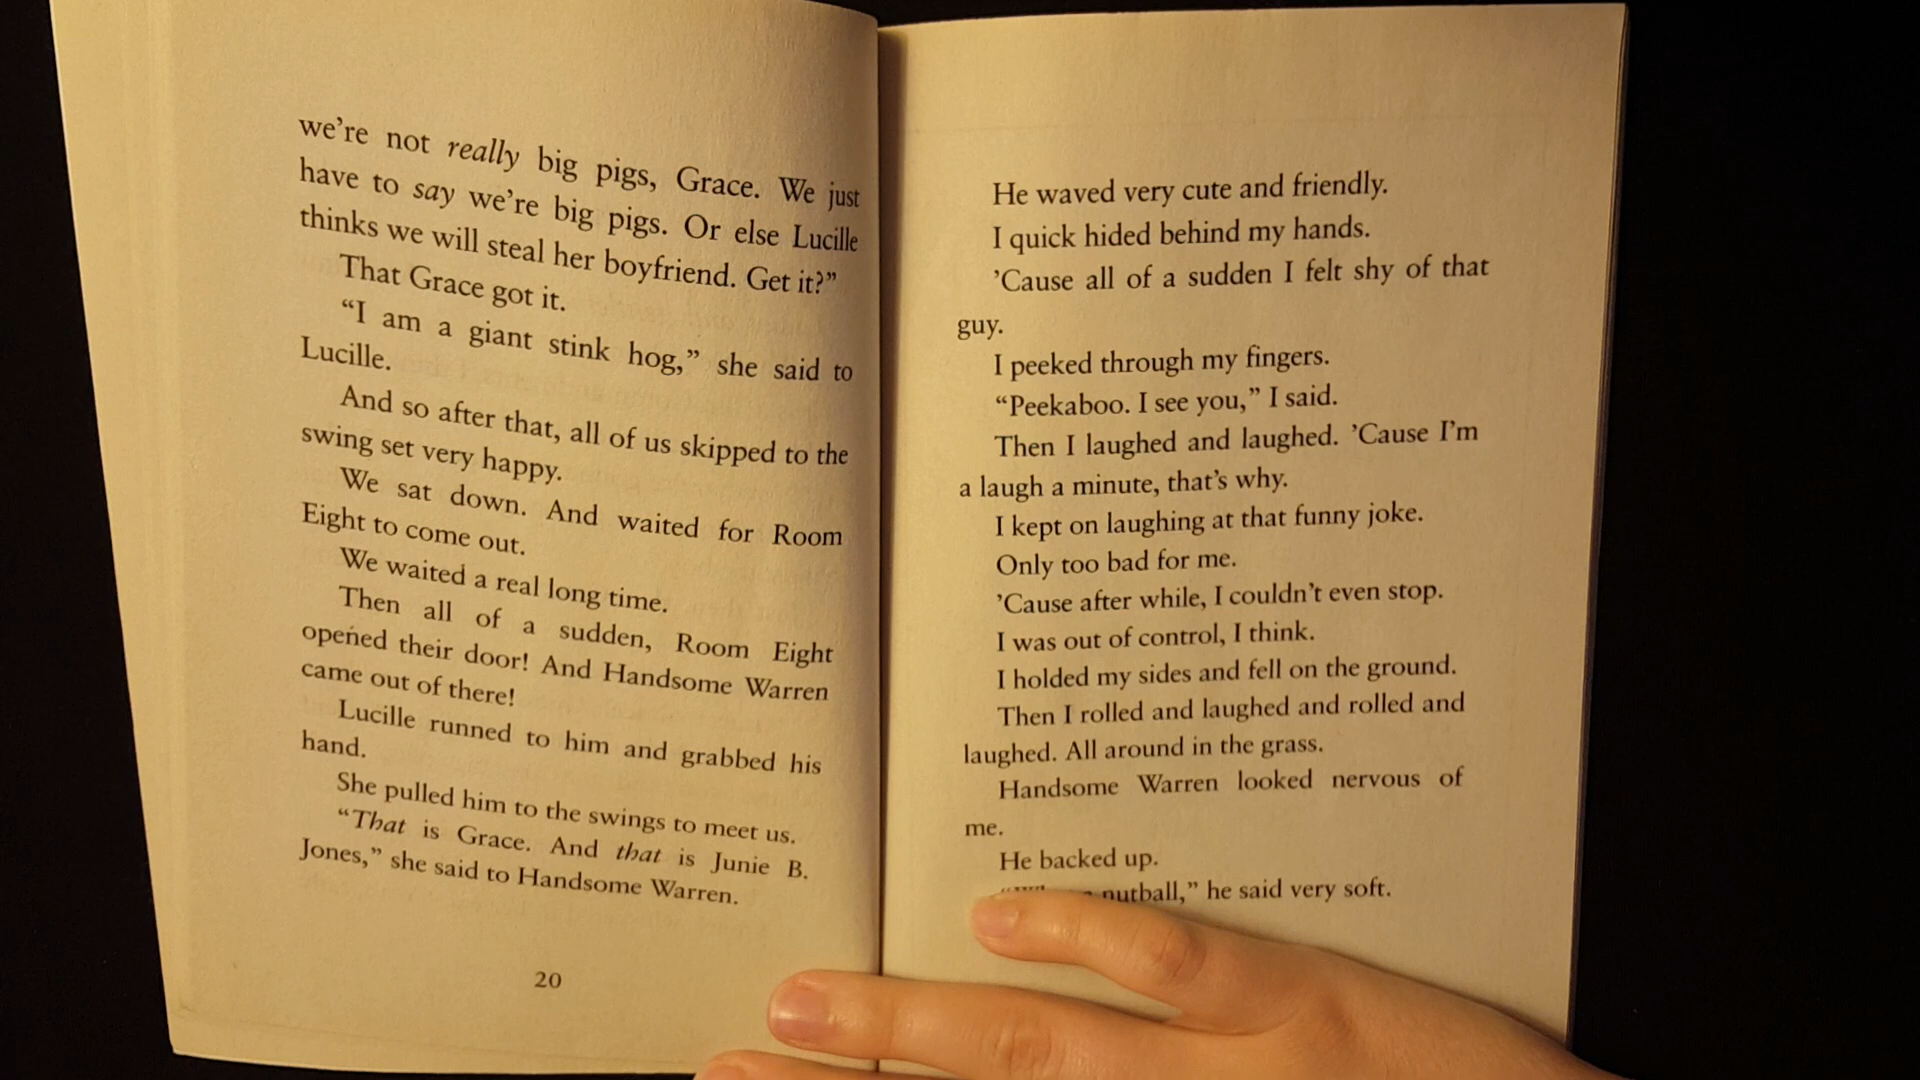 we're not really big pigs, Grace. We just
have to say we're big pigs. Or else Lucille
thinks we will steal her boyfriend. Get it?”
That Grace got it.
“I am a giant stink hog,” she said to
Lucille.
And so after that, all of us skipped to the
swing set very happy.
We sat down. And waited for Room
Eight to come out.
We waited a real long time.
Then all of a sudden, Room Eight
opened their door! And Handsome Warren
came out of there!
Lucille runned to him and grabbed his
hand.
She pulled him to the swings to meet us.
“That is Grace. And that is Junie B.
Jones,” she said to Handsome Warren.
20
He waved very cute and friendly.
I quick hided behind my hands.
’Cause all of a sudden I felt shy of that
guy.
I peeked through my fingers.
“Peekaboo. I see you,” I said.
Then I laughed and laughed. ’Cause I’m
a laugh a minute, that’s why.
I kept on laughing at that funny joke.
Only too bad for me.
’Cause after while, I couldn’t even stop.
I was out of control, I think.
I holded my sides and fell on the ground.
Then I rolled and laughed and rolled and
laughed. All around in the grass.
Handsome Warren looked nervous of
me.
He backed up.
nutball,” he said very soft.